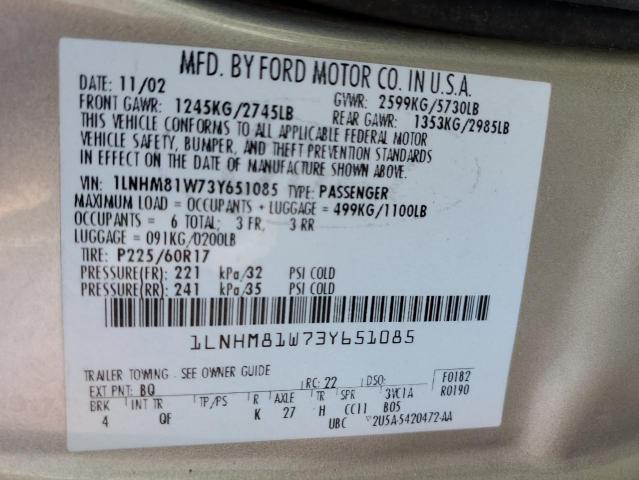 MFD. BY FORD MOTOR CO. IN U.S.A.
DATE: 11/02 GVWR: 2599KG/5730LB
FRONT GAWR: 1245KG/2745LB REAR GAWR: 1353KG/2985LB
THIS VEHICLE CONFORMS TO ALL APPLICABLE FEDERAL MOTOR
VEHICLE SAFETY, BUMPER, AND THEFT PREVENTION STANDARDS
IN EFFECT ON THE DATE OF MANUFACTURE SHOWN ABOVE.
VIN: 1LNHM81W73Y651085 TYPE: PASSENGER
MAXIMUM LOAD = OCCUPANTS + LUGGAGE = 499KG/1100LB
OCCUPANTS = 6 TOTAL; 3 FR, 3 RR
LUGGAGE = 091KG/0200LB
TIRE: P225/60R17
PRESSURE(FR): 221 kPa/32 PSI COLD
PRESSURE(RR): 241 kPa/35 PSI COLD
1LNHM81W73Y651085
TRAILER TOWING - SEE OWNER GUIDE
EXT PNT: BQ RC: 22 DSO: F0182
BRK INT TR TP/PS R AXLE TR SPR 3VC1A R0190
4 QF K 27 H CC11 B05
UBC 2U5A-5420472-AA